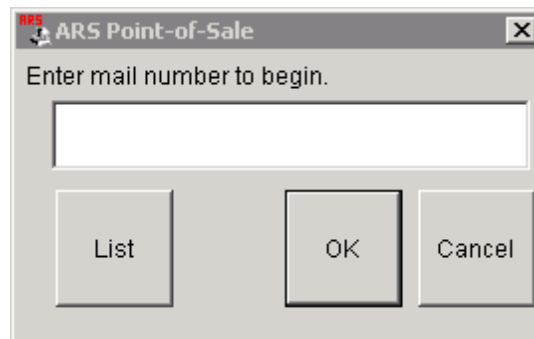 ARS ARS Point-of-Sale
Enter mail number to begin.
List OK Cancel